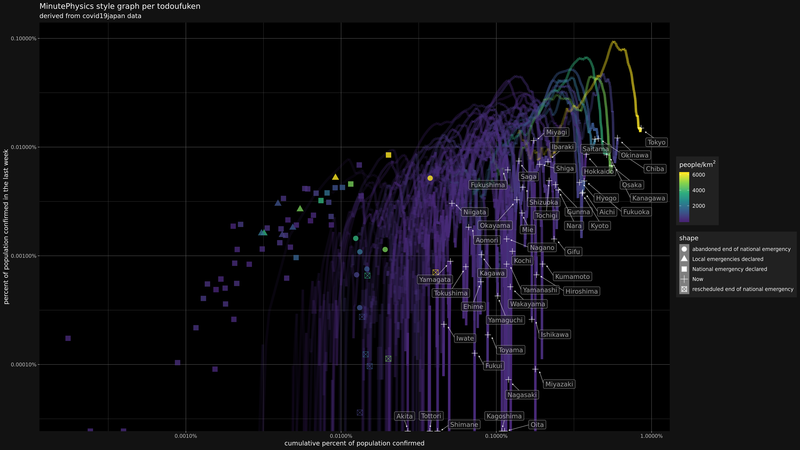 MinutePhysics style graph per todoufuken
derived from covid19japan data
percent of population confirmed in the last week
0.10000%
0.01000%
0.00100%
0.00010%
Miyagi
Tokyo
Ibaraki
Saitama
Okinawa
Shiga
Hokkaido
Chiba
Saga
Fukushima
Osaka
Hyogo
Kanagawa
Shizuoka
Niigata
Tochigi
Gunma
Aichi
Fukuoka
Okayama
Mie
Nara
Kyoto
Aomori
Nagano
Gifu
Kochi
Yamagata
Kagawa
Kumamoto
Tokushima
Yamanashi
Hiroshima
Ehime
Wakayama
Yamaguchi
Iwate
Ishikawa
Toyama
Fukui
Miyazaki
Nagasaki
Akita
Tottori
Kagoshima
Shimane
Oita
0.0010%
0.0100%
0.1000%
1.0000%
cumulative percent of population confirmed
people/km²
6000
4000
2000
shape
abandoned end of national emergency
Local emergencies declared
National emergency declared
Now
rescheduled end of national emergency